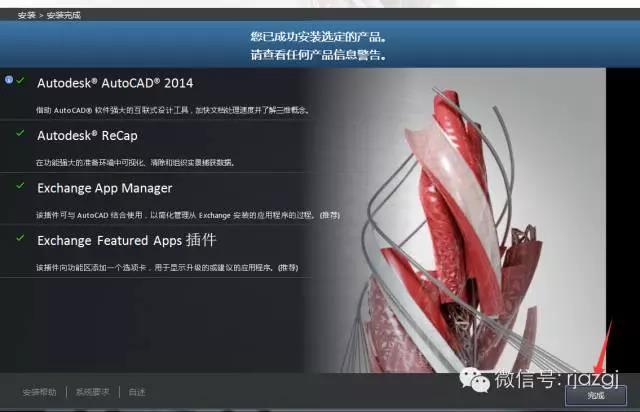 安装 > 安装完成
您已成功安装选定的产品。
请查看任何产品信息警告。
Autodesk® AutoCAD® 2014
借助 AutoCAD® 软件强大的互联式设计工具，加快文档处理速度并了解三维概念。
Autodesk® ReCap
在功能强大的准备环境中可视化、清除和组织实景捕获数据。
Exchange App Manager
该插件可与 AutoCAD 结合使用，以简化管理从 Exchange 安装的应用程序的过程。(推荐)
Exchange Featured Apps 插件
该插件向功能区添加一个选项卡，用于显示升级的或建议的应用程序。(推荐)
微信号: rjazgj
安装帮助 系统要求 自述
完成